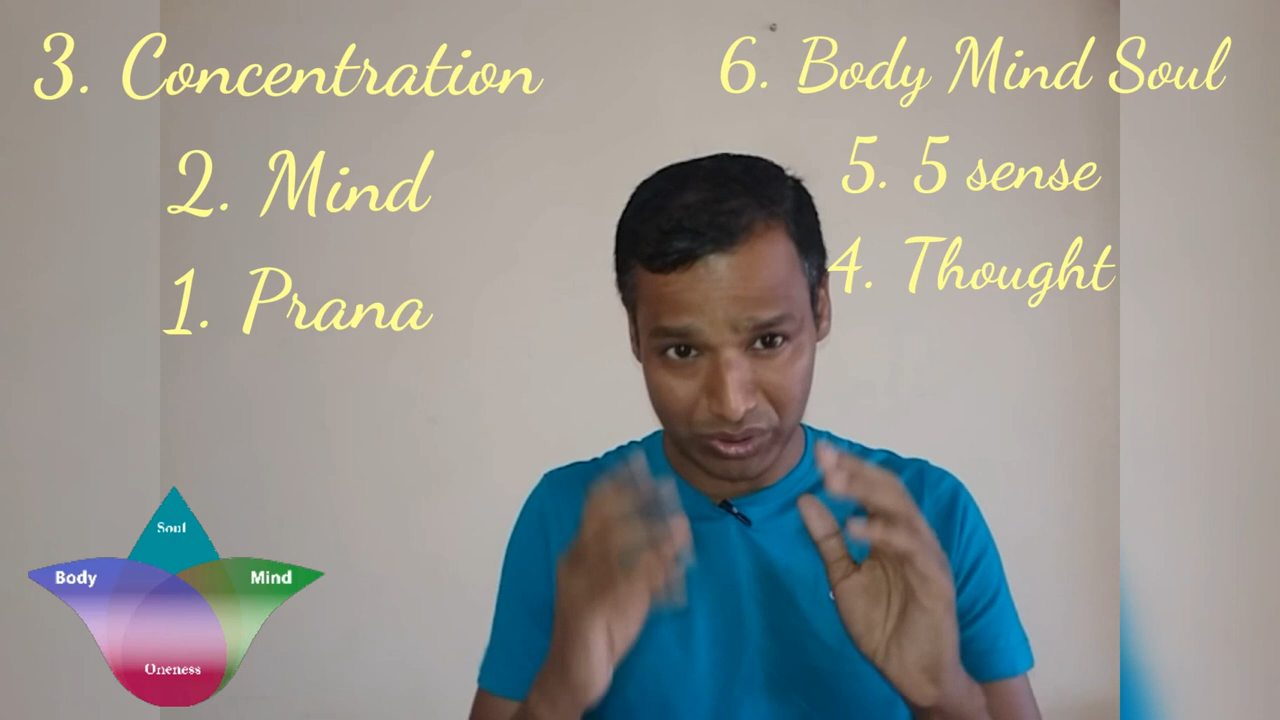 3. Concentration
2. Mind
1. Prana
6. Body Mind Soul
5. 5 sense
4. Thought
Soul
Body
Mind
Oneness